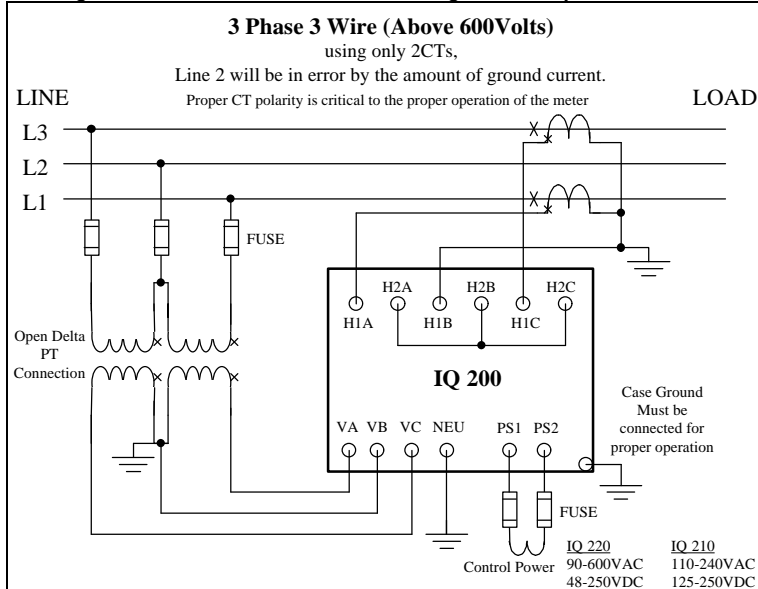 3 Phase 3 Wire (Above 600Volts)
using only 2CTs,
Line 2 will be in error by the amount of ground current.
LINE
Proper CT polarity is critical to the proper operation of the meter
LOAD
L3
L2
L1
FUSE
H2A
H2B
H2C
H1A
H1B
H1C
Open Delta
PT
Connection
IQ 200
Case Ground
Must be
connected for
proper operation
VA VB VC NEU PS1 PS2
FUSE
Control Power
IQ 220
90-600VAC
48-250VDC
IQ 210
110-240VAC
125-250VDC